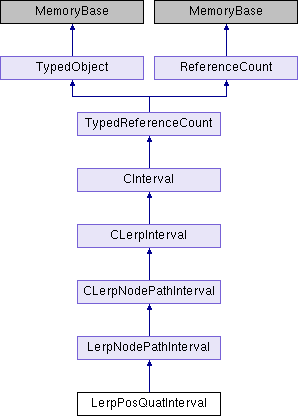 MemoryBase MemoryBase
TypedObject ReferenceCount
TypedReferenceCount
CInterval
CLerpInterval
CLerpNodePathInterval
LerpNodePathInterval
LerpPosQuatInterval